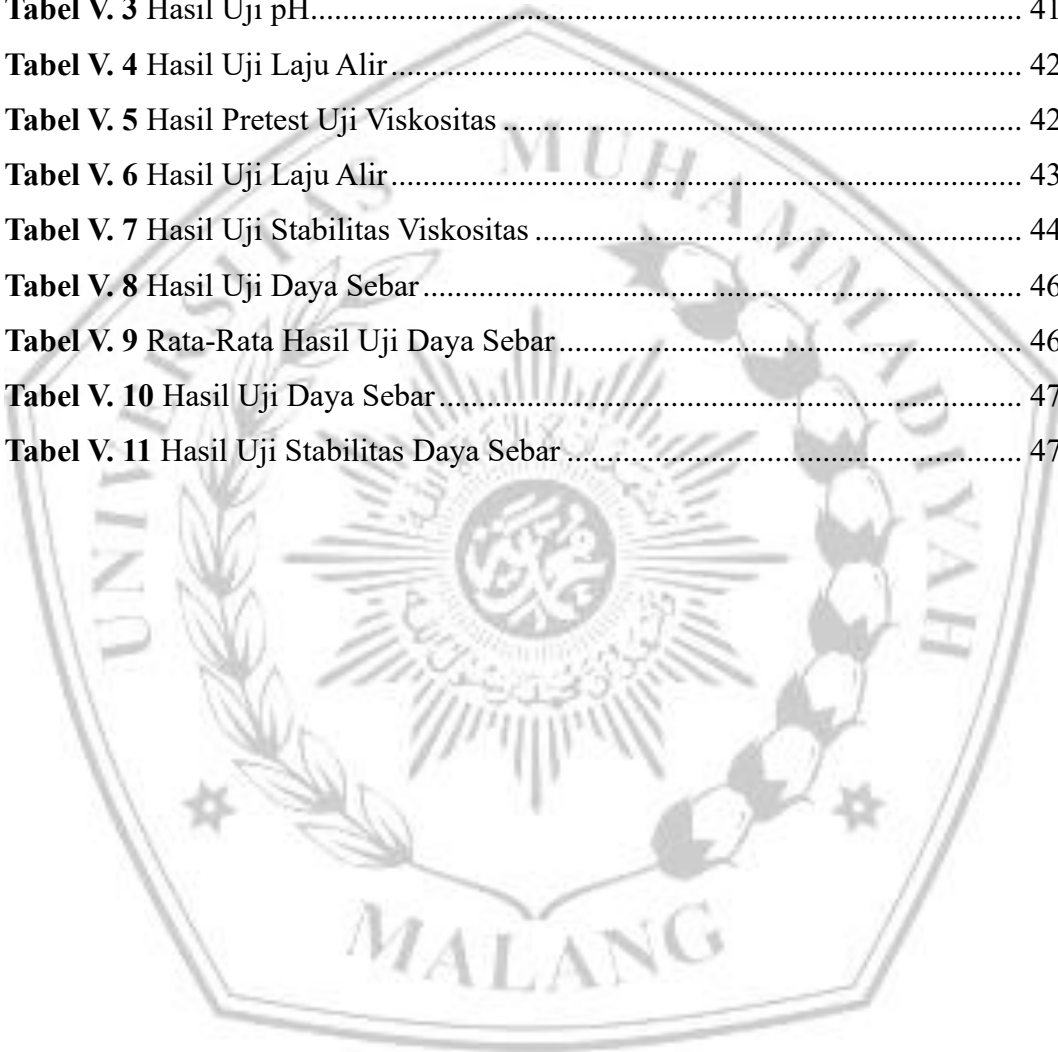 Tabel V. 3 Hasil Uji pH.................................................................................. 41
Tabel V. 4 Hasil Uji Laju Alir........................................................................ 42
Tabel V. 5 Hasil Pretest Uji Viskositas.......................................................... 42
Tabel V. 6 Hasil Uji Laju Alir........................................................................ 43
Tabel V. 7 Hasil Uji Stabilitas Viskositas...................................................... 44
Tabel V. 8 Hasil Uji Daya Sebar.................................................................... 46
Tabel V. 9 Rata-Rata Hasil Uji Daya Sebar................................................... 46
Tabel V. 10 Hasil Uji Daya Sebar.................................................................. 47
Tabel V. 11 Hasil Uji Stabilitas Daya Sebar.................................................. 47
UNIVERSITAS MUHAMMADIYAH
MALANG